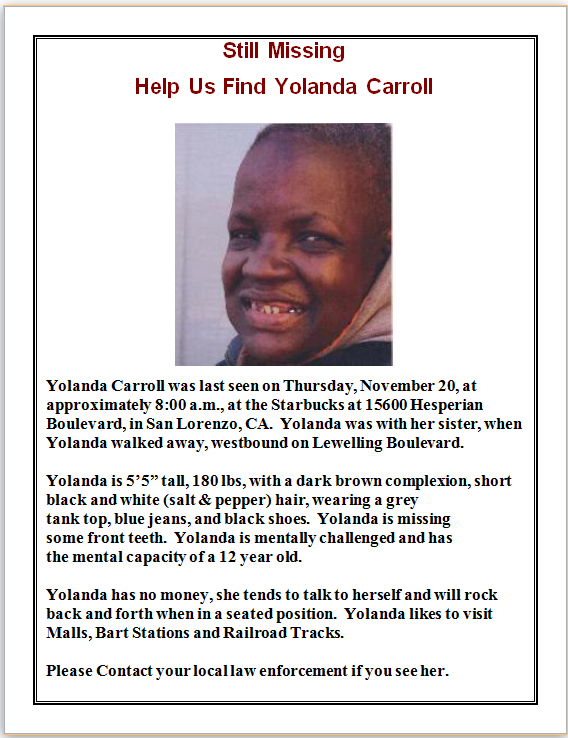 Still Missing
Help Us Find Yolanda Carroll
Yolanda Carroll was last seen on Thursday, November 20, at
approximately 8:00 a.m., at the Starbucks at 15600 Hesperian
Boulevard, in San Lorenzo, CA.  Yolanda was with her sister, when
Yolanda walked away, westbound on Lewelling Boulevard.
Yolanda is 5’5” tall, 180 lbs, with a dark brown complexion, short
black and white (salt & pepper) hair, wearing a grey
tank top, blue jeans, and black shoes.  Yolanda is missing
some front teeth.  Yolanda is mentally challenged and has
the mental capacity of a 12 year old.
Yolanda has no money, she tends to talk to herself and will rock
back and forth when in a seated position.  Yolanda likes to visit
Malls, Bart Stations and Railroad Tracks.
Please Contact your local law enforcement if you see her.